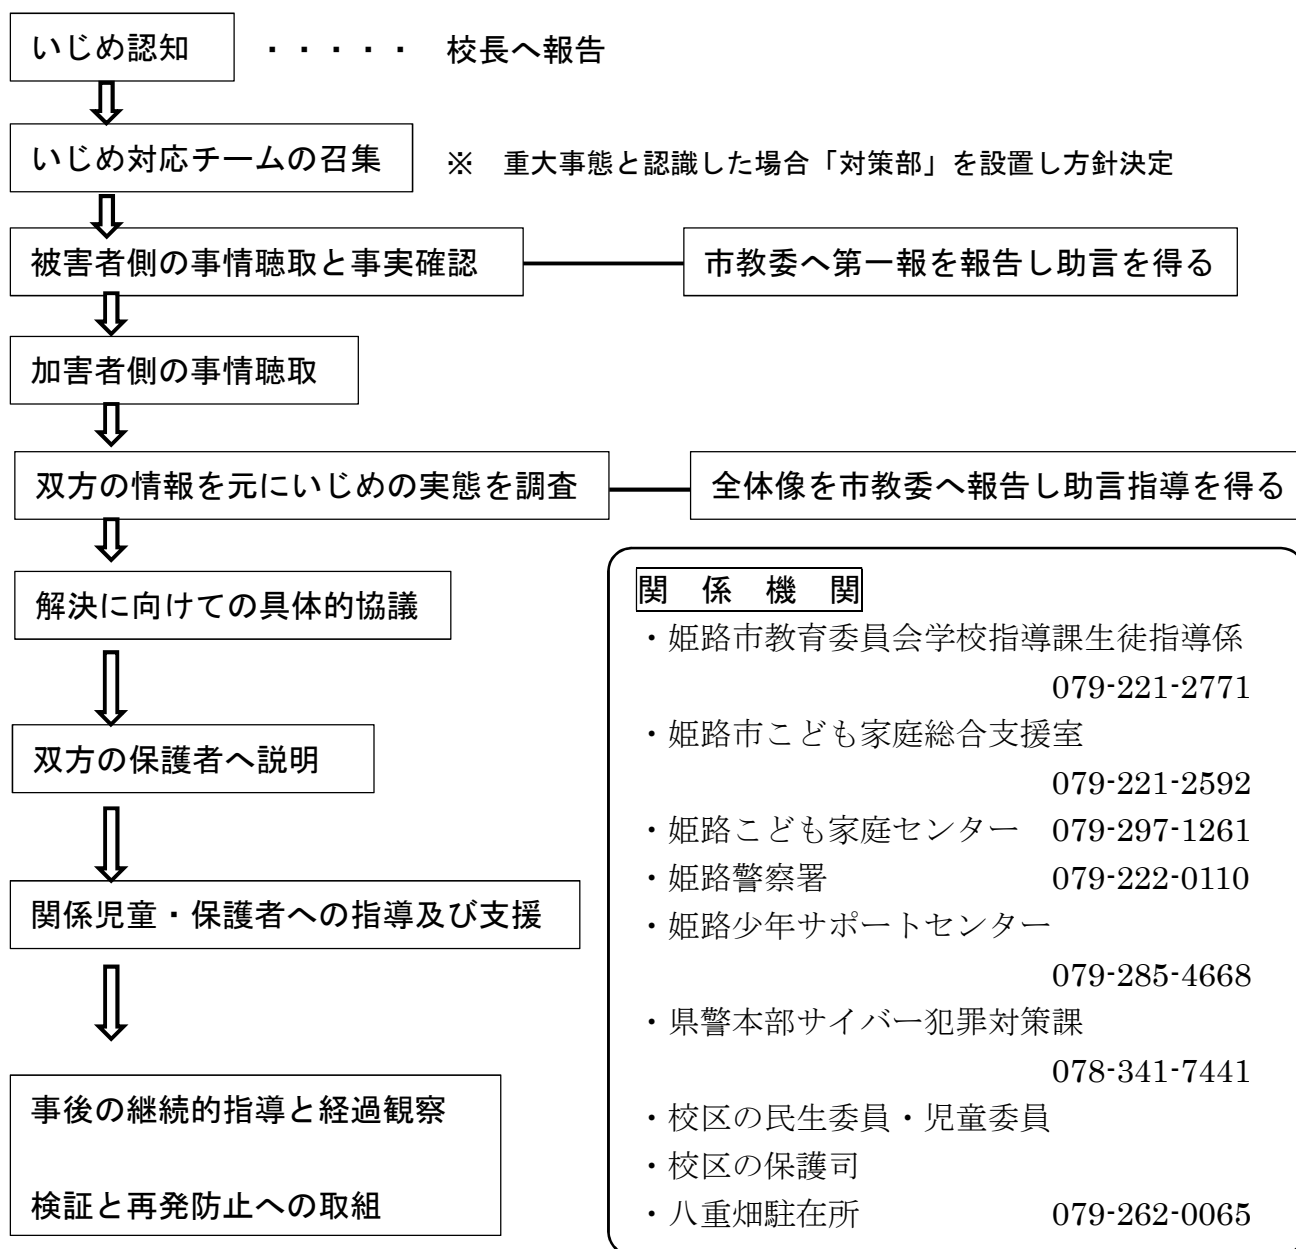 いじめ認知 ・・・・・ 校長へ報告
いじめ対応チームの召集 ※ 重大事態と認識した場合「対策部」を設置し方針決定
被害者側の事情聴取と事実確認 市教委へ第一報を報告し助言を得る
加害者側の事情聴取
双方の情報を元にいじめの実態を調査 全体像を市教委へ報告し助言指導を得る
解決に向けての具体的協議
双方の保護者へ説明
関係児童・保護者への指導及び支援
事後の継続的指導と経過観察
検証と再発防止への取組
関 係 機 関
・姫路市教育委員会学校指導課生徒指導係
079-221-2771
・姫路市こども家庭総合支援室
079-221-2592
・姫路こども家庭センター 079-297-1261
・姫路警察署 079-222-0110
・姫路少年サポートセンター
079-285-4668
・県警本部サイバー犯罪対策課
078-341-7441
・校区の民生委員・児童委員
・校区の保護司
・八重畑駐在所 079-262-0065